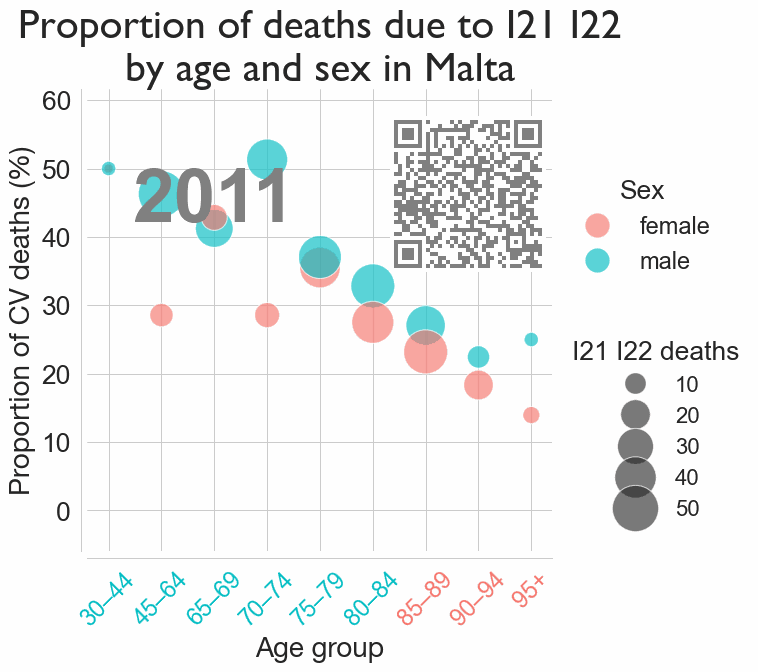 Proportion of deaths due to I21 I22
by age and sex in Malta
Proportion of CV deaths (%)
60
50
40
30
20
10
0
2011
30–44
45–64
65–69
70–74
75–79
80–84
85–89
90–94
95+
Age group
Sex
female
male
I21 I22 deaths
10
20
30
40
50